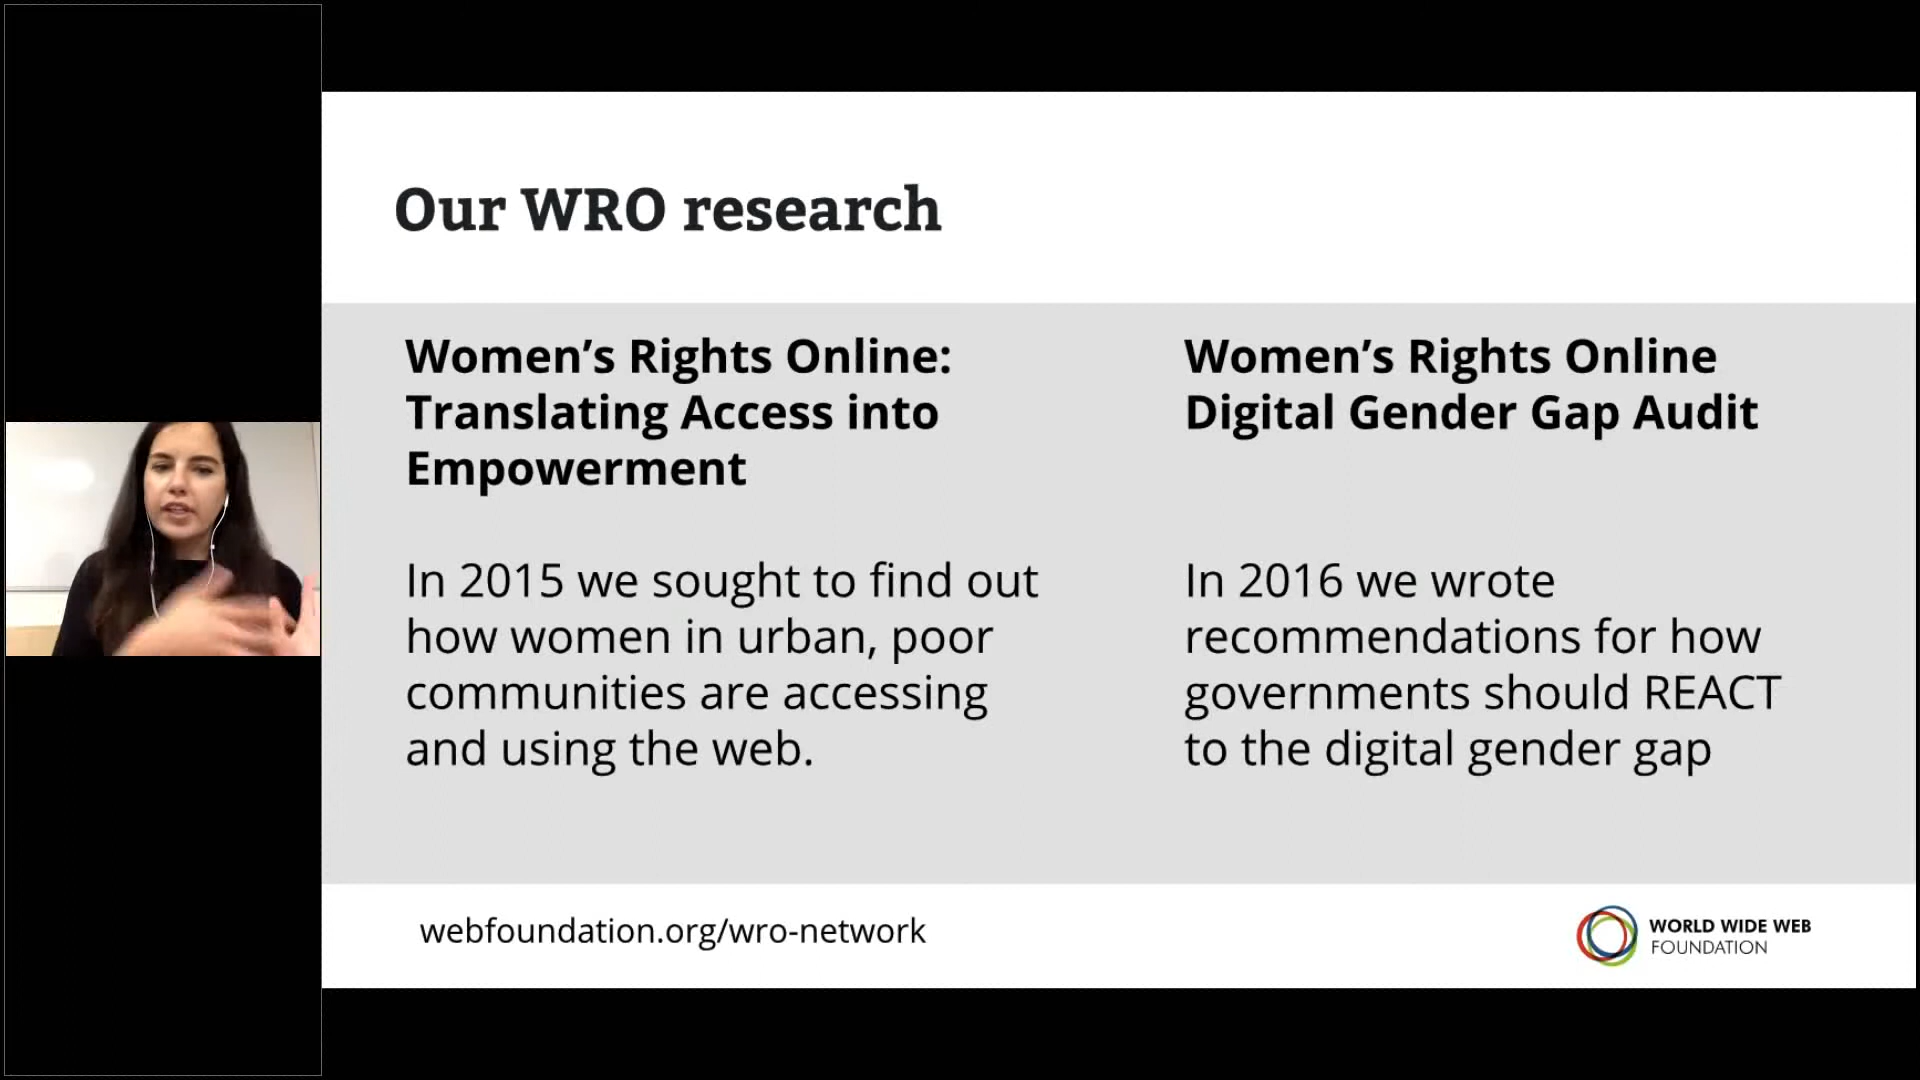 Our WRO research
Women’s Rights Online:
Translating Access into
Empowerment
In 2015 we sought to find out
how women in urban, poor
communities are accessing
and using the web.
Women’s Rights Online
Digital Gender Gap Audit
In 2016 we wrote
recommendations for how
governments should REACT
to the digital gender gap
webfoundation.org/wro-network
WORLD WIDE WEB
FOUNDATION